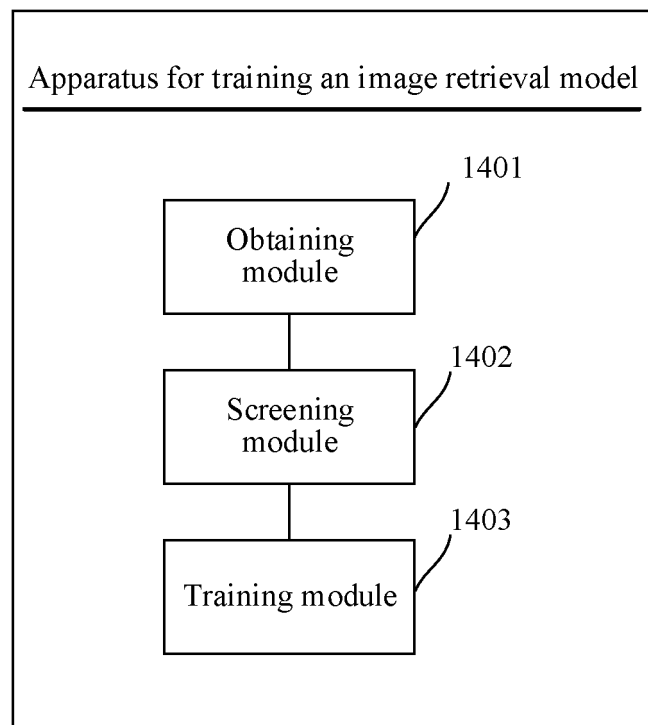 Apparatus for training an image retrieval model
1401
Obtaining
module
1402
Screening
module
1403
Training module